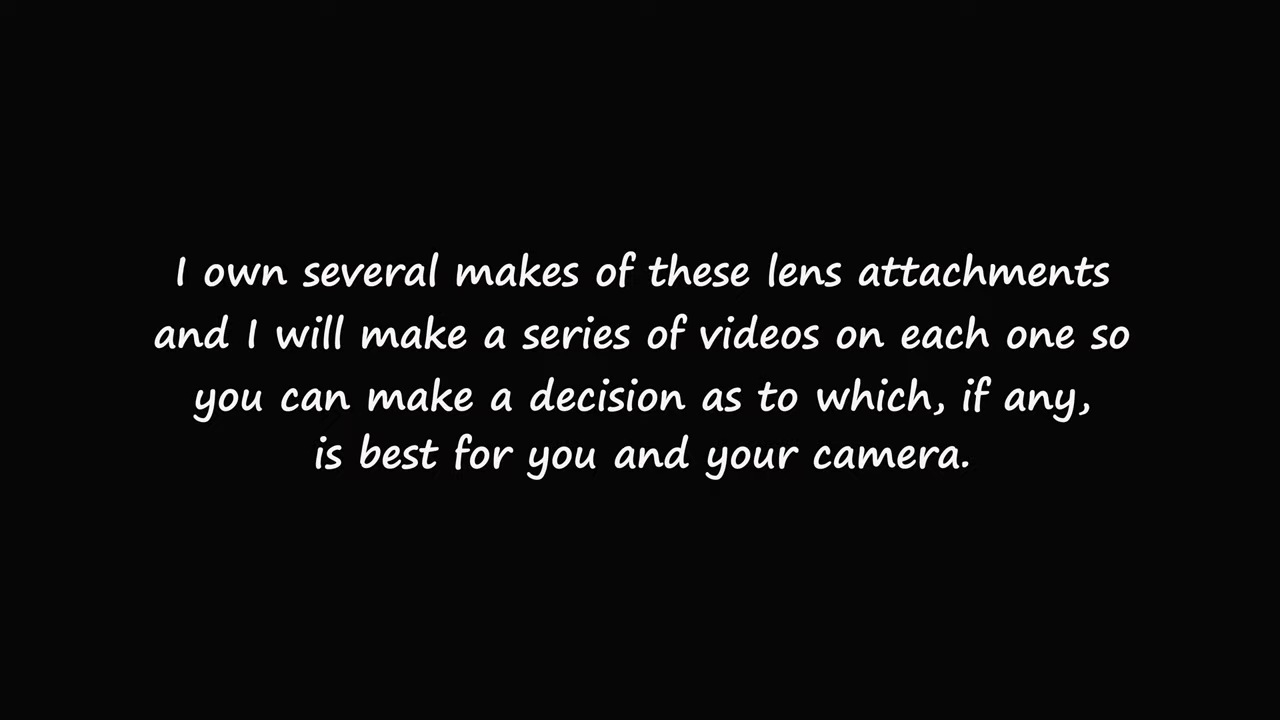 I own several makes of these lens attachments
and I will make a series of videos on each one so
you can make a decision as to which, if any,
is best for you and your camera.